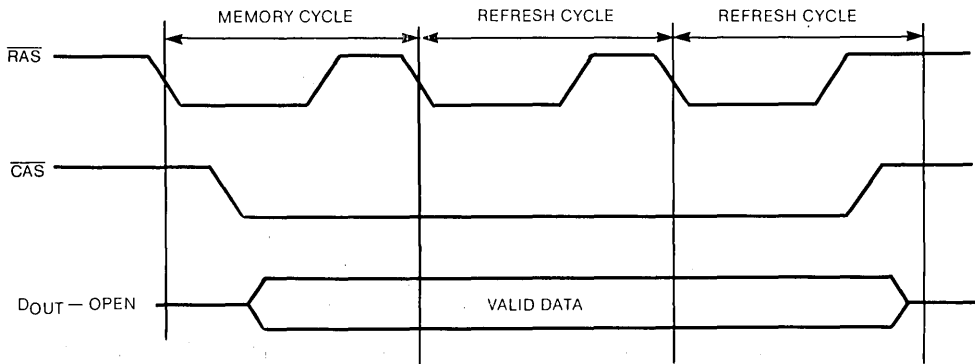 MEMORY CYCLE REFRESH CYCLE REFRESH CYCLE
RAS
CAS
DOUT — OPEN VALID DATA